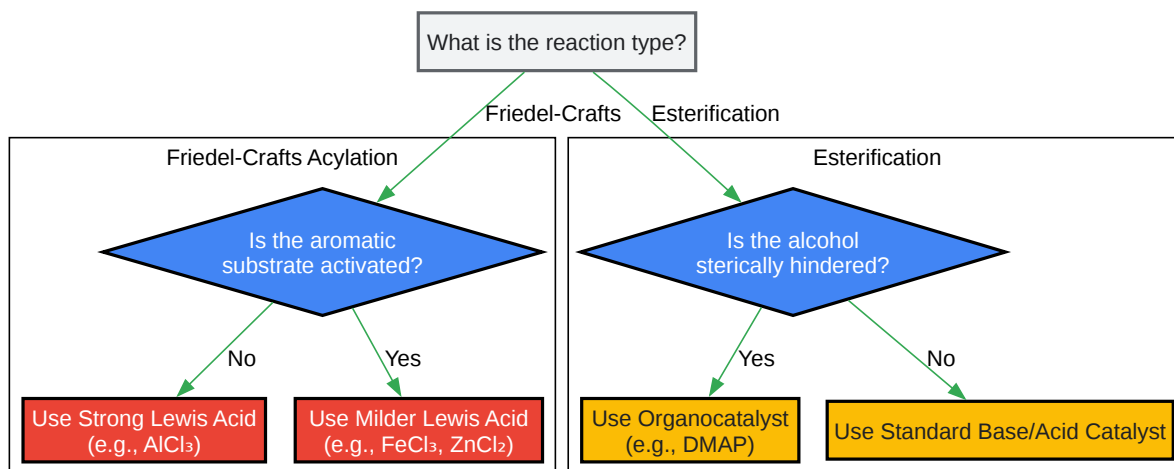 What is the reaction type?
Friedel-Crafts
Esterification
Friedel-Crafts Acylation
Is the aromatic
substrate activated?
No
Yes
Use Strong Lewis Acid
(e.g., AlCl₃)
Use Milder Lewis Acid
(e.g., FeCl₃, ZnCl₂)
Esterification
Is the alcohol
sterically hindered?
Yes
No
Use Organocatalyst
(e.g., DMAP)
Use Standard Base/Acid Catalyst